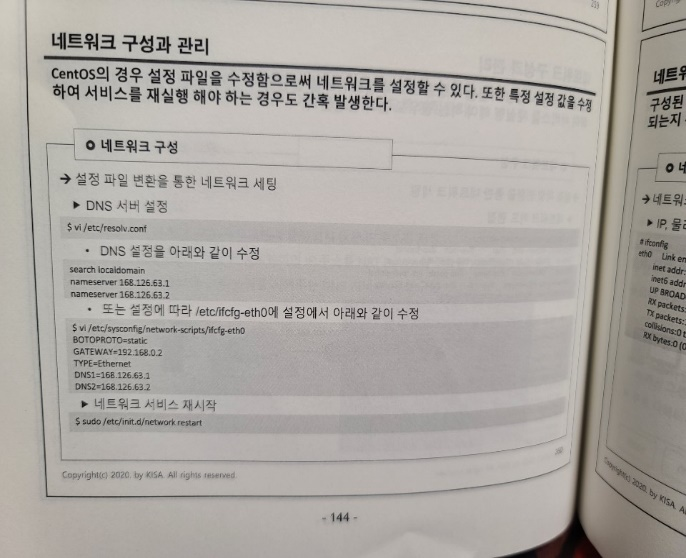 네트워크 구성과 관리
CentOS의 경우 설정 파일을 수정함으로써 네트워크를 설정할 수 있다. 또한 특정 설정 값을 수정
하여 서비스를 재실행 해야 하는 경우도 간혹 발생한다.
네트워크 구성
→ 설정 파일 변환을 통한 네트워크 세팅
▶ DNS 서버 설정
$ vi /etc/resolv.conf
• DNS 설정을 아래와 같이 수정
search localdomain
nameserver 168.126.63.1
nameserver 168.126.63.2
• 또는 설정에 따라 /etc/ifcfg-eth0에 설정에서 아래와 같이 수정
$ vi /etc/sysconfig/network-scripts/ifcfg-eth0
BOTOPROTO=static
GATEWAY=192.168.0.2
TYPE=Ethernet
DNS1=168.126.63.1
DNS2=168.126.63.2
▶ 네트워크 서비스 재시작
$ sudo /etc/init.d/network restart
Copyright(c) 2020. by KISA. All rights reserved.
- 144 -
259
네트워
구성된
되는지
→ 네트워
▶ IP, 물리
# ifconfig
eth0 Link en
inet addr:
inet6 addr
UP BROAD
RX packets:
TX packets:
collisions:0 t
RX bytes:0 (0
Copyright(c) 2020. by KISA. A